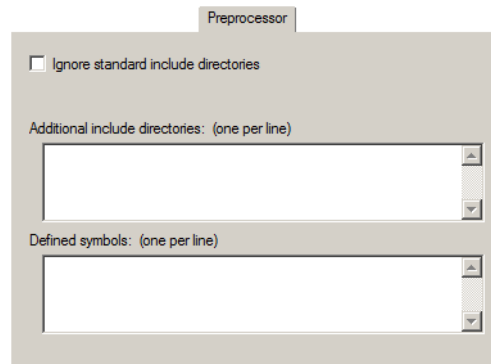 Preprocessor
Ignore standard include directories
Additional include directories: (one per line)
Defined symbols: (one per line)